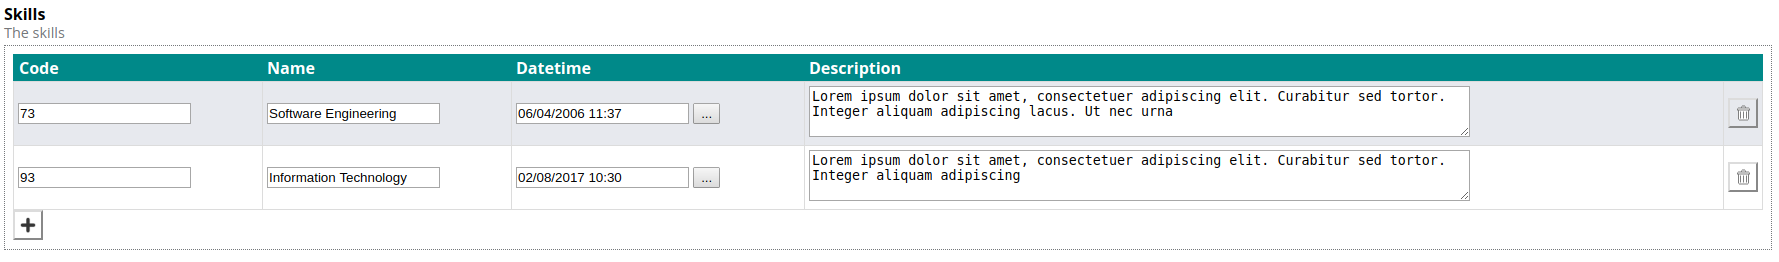 Skills
The skills
Code Name Datetime Description
73 Software Engineering 06/04/2006 11:37 ... Lorem ipsum dolor sit amet, consectetuer adipiscing elit. Curabitur sed tortor.
Integer aliquam adipiscing lacus. Ut nec urna
93 Information Technology 02/08/2017 10:30 ... Lorem ipsum dolor sit amet, consectetuer adipiscing elit. Curabitur sed tortor.
Integer aliquam adipiscing